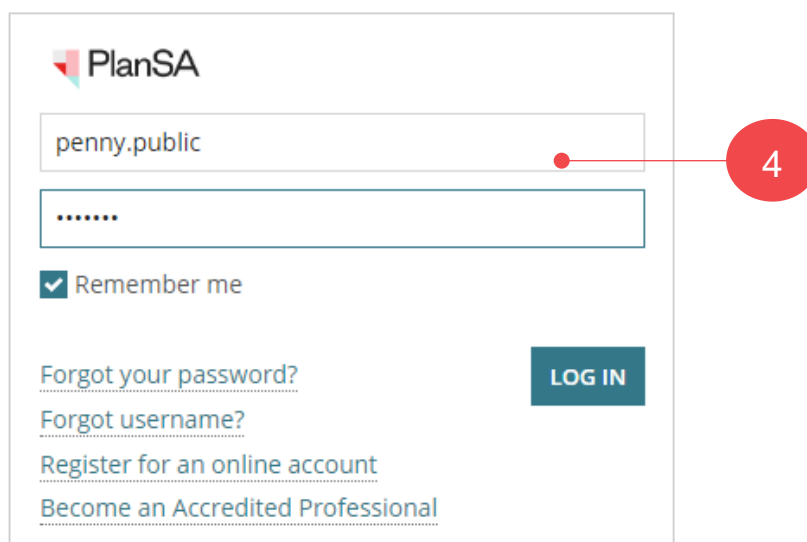 PlanSA
penny.public
4
•••••••
Remember me
Forgot your password?
LOG IN
Forgot username?
Register for an online account
Become an Accredited Professional